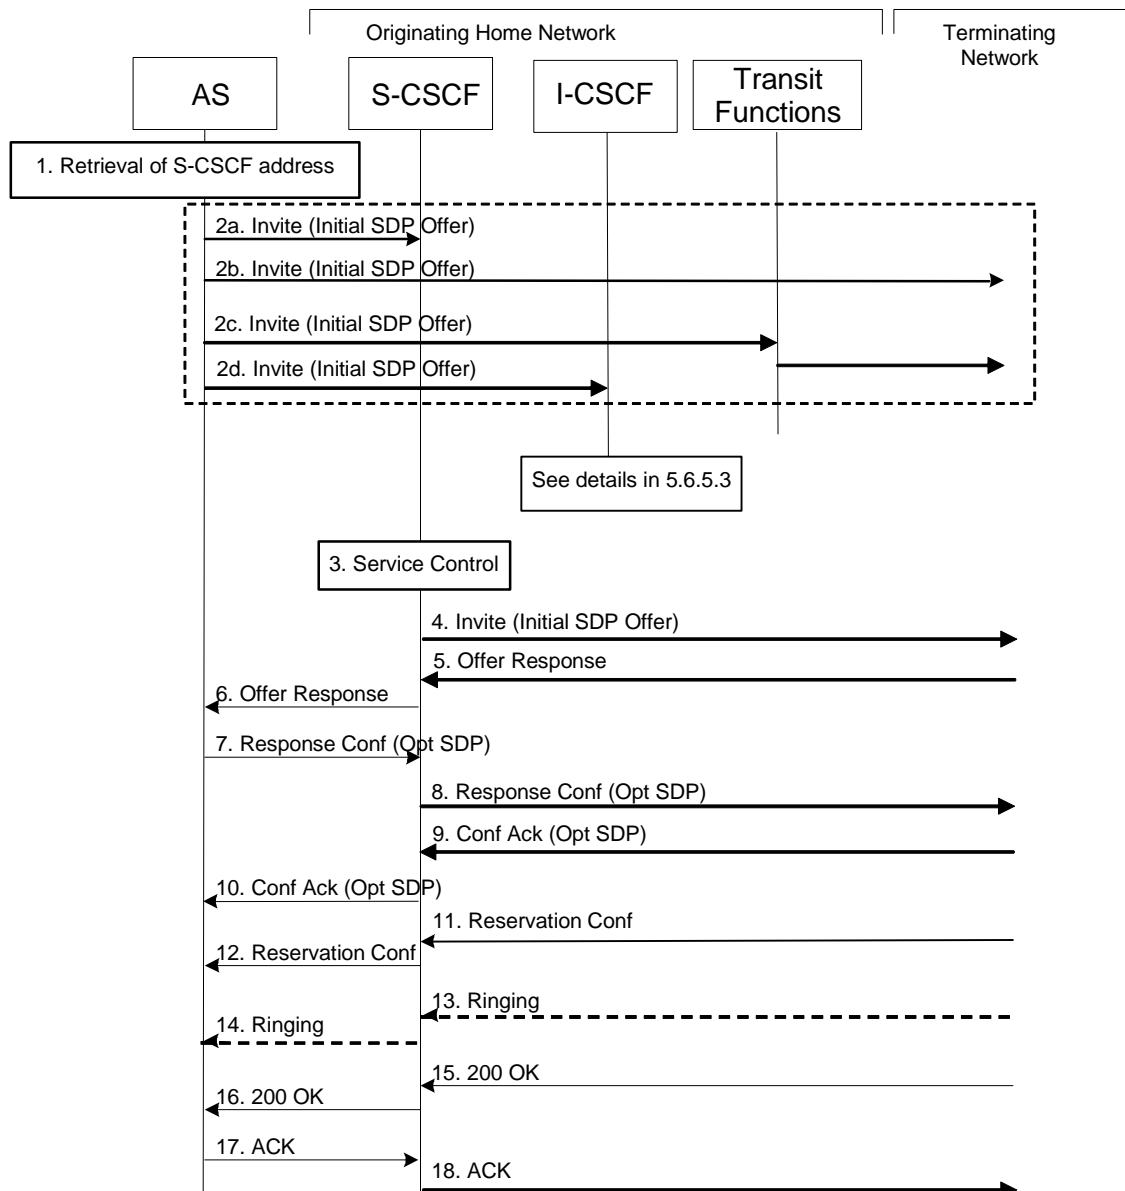 Originating Home Network
Terminating
Network
AS
S-CSCF
I-CSCF
Transit
Functions
1. Retrieval of S-CSCF address
2a. Invite (Initial SDP Offer)
2b. Invite (Initial SDP Offer)
2c. Invite (Initial SDP Offer)
2d. Invite (Initial SDP Offer)
See details in 5.6.5.3
3. Service Control
4. Invite (Initial SDP Offer)
5. Offer Response
6. Offer Response
7. Response Conf (Opt SDP)
8. Response Conf (Opt SDP)
9. Conf Ack (Opt SDP)
10. Conf Ack (Opt SDP)
11. Reservation Conf
12. Reservation Conf
13. Ringing
14. Ringing
15. 200 OK
16. 200 OK
17. ACK
18. ACK